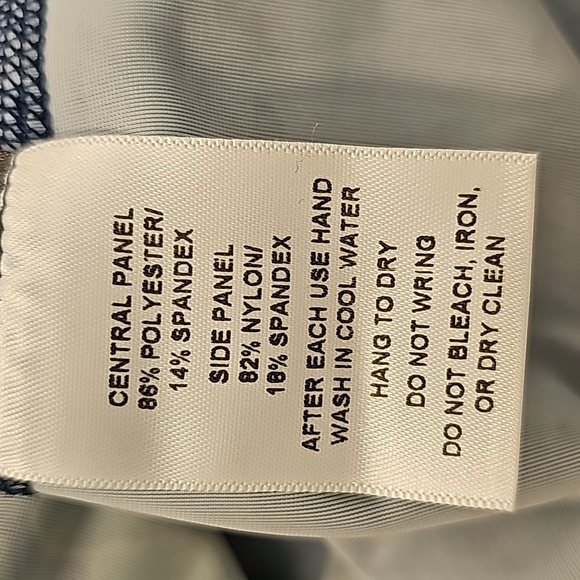 CENTRAL PANEL
86% POLYESTER/
14% SPANDEX
SIDE PANEL
82% NYLON/
18% SPANDEX
AFTER EACH USE HAND
WASH IN COOL WATER
HANG TO DRY
DO NOT WRING
DO NOT BLEACH, IRON,
OR DRY CLEAN